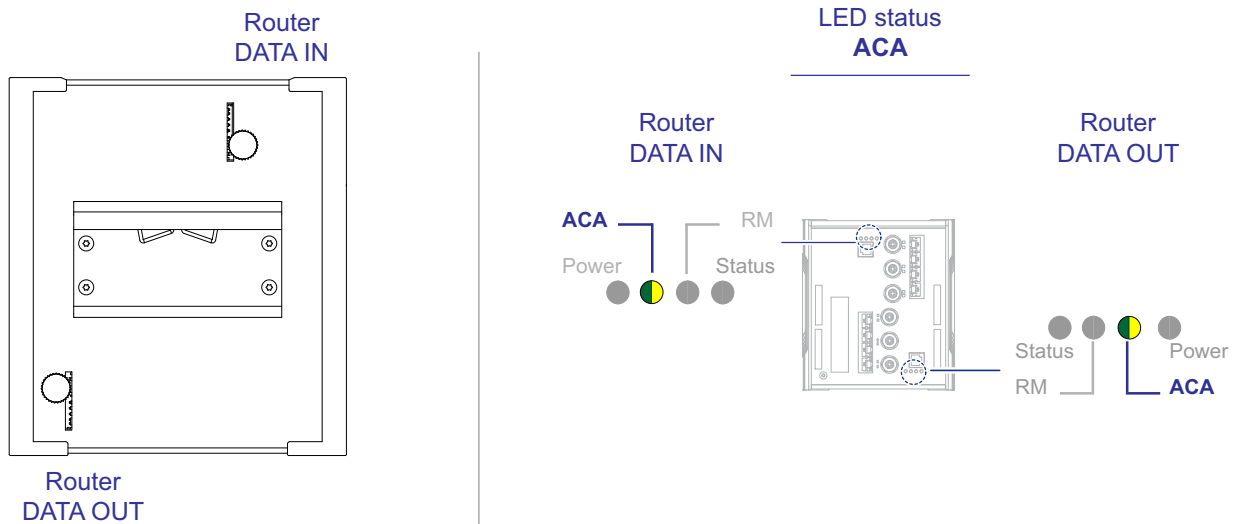 Router
DATA IN
Router
DATA OUT
LED status
ACA
Router
DATA IN
ACA
RM
Power
Status
Router
DATA OUT
Status
Power
RM
ACA